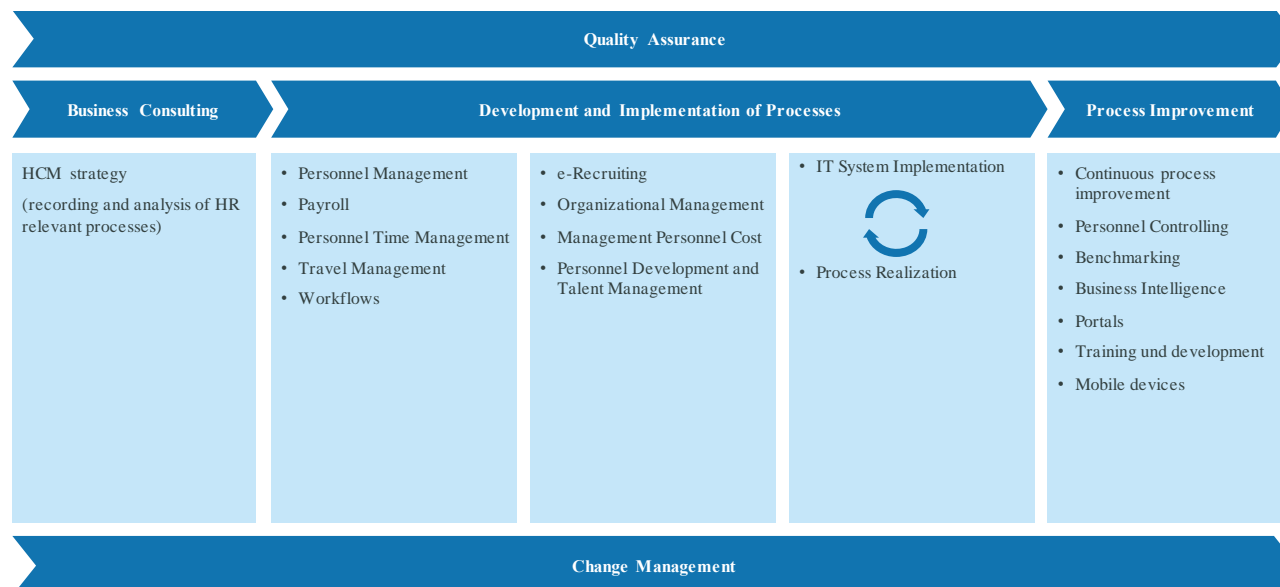 Quality Assurance
Business Consulting
Development and Implementation of Processes
Process Improvement
HCM strategy
(recording and analysis of HR
relevant processes)
• Personnel Management
• Payroll
• Personnel Time Management
• Travel Management
• Workflows
• e-Recruiting
• Organizational Management
• Management Personnel Cost
• Personnel Development and
Talent Management
• IT System Implementation
• Process Realization
• Continuous process
improvement
• Personnel Controlling
• Benchmarking
• Business Intelligence
• Portals
• Training und development
• Mobile devices
Change Management